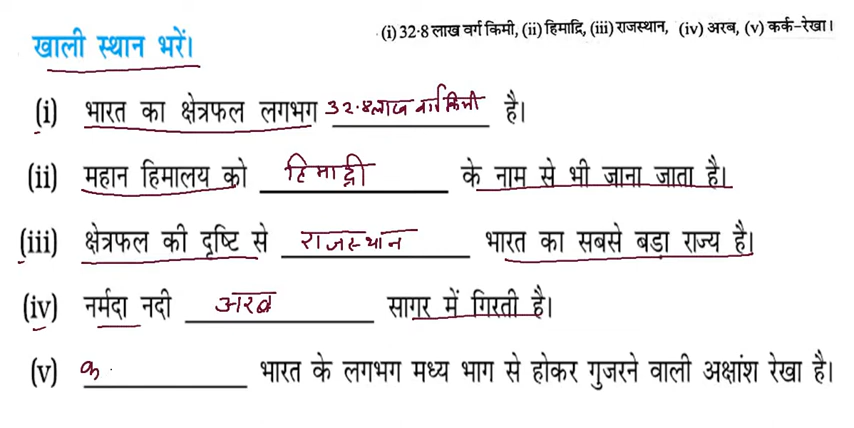 (i) 32·8 लाख वर्ग किमी, (ii) हिमाद्रि, (iii) राजस्थान, (iv) अरब, (v) कर्क-रेखा।
खाली स्थान भरें।
(i) भारत का क्षेत्रफल लगभग 32.8लाख वर्ग किमी है।
(ii) महान हिमालय को हिमाद्री के नाम से भी जाना जाता है।
(iii) क्षेत्रफल की दृष्टि से राजस्थान भारत का सबसे बड़ा राज्य है।
(iv) नर्मदा नदी अरब सागर में गिरती है।
(v) क भारत के लगभग मध्य भाग से होकर गुजरने वाली अक्षांश रेखा है।